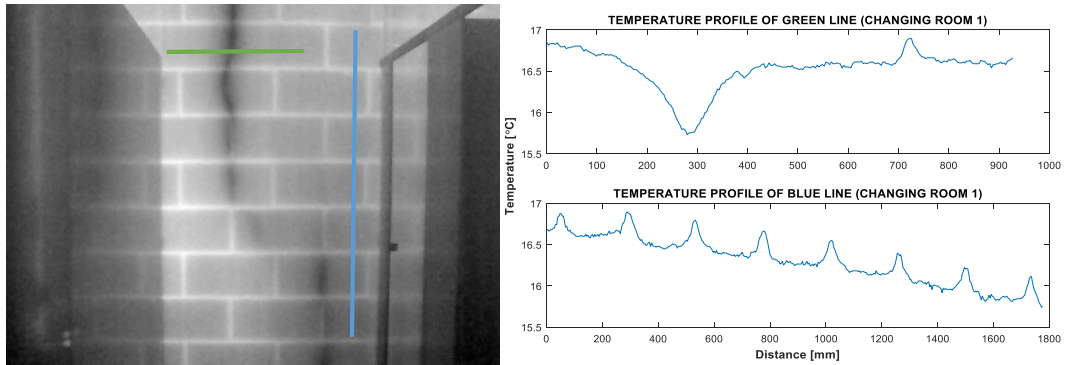 TEMPERATURE PROFILE OF GREEN LINE (CHANGING ROOM 1)
17
16.5
16
15.5
0 100 200 300 400 500 600 700 800 900 1000
Temperature [°C]
TEMPERATURE PROFILE OF BLUE LINE (CHANGING ROOM 1)
17
16.5
16
15.5
0 200 400 600 800 1000 1200 1400 1600 1800
Distance [mm]